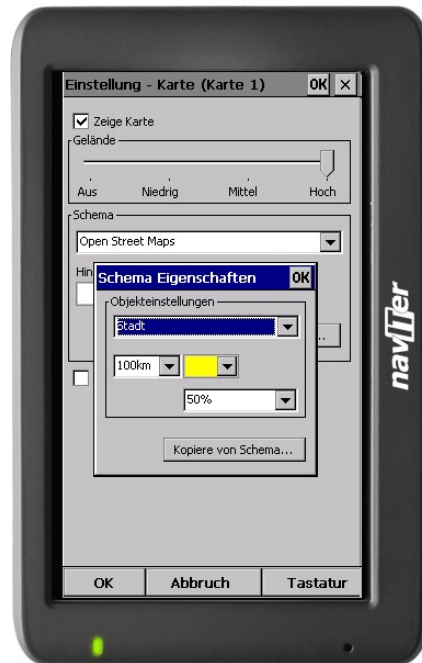 Einstellung - Karte (Karte 1) OK
Zeige Karte
Gelände
Aus Niedrig Mittel Hoch
Schema
Open Street Maps
Hin
Schema Eigenschaften OK
Objekteinstellungen
Stadt
..
100km
50%
Kopiere von Schema...
OK Abbruch Tastatur
naviter